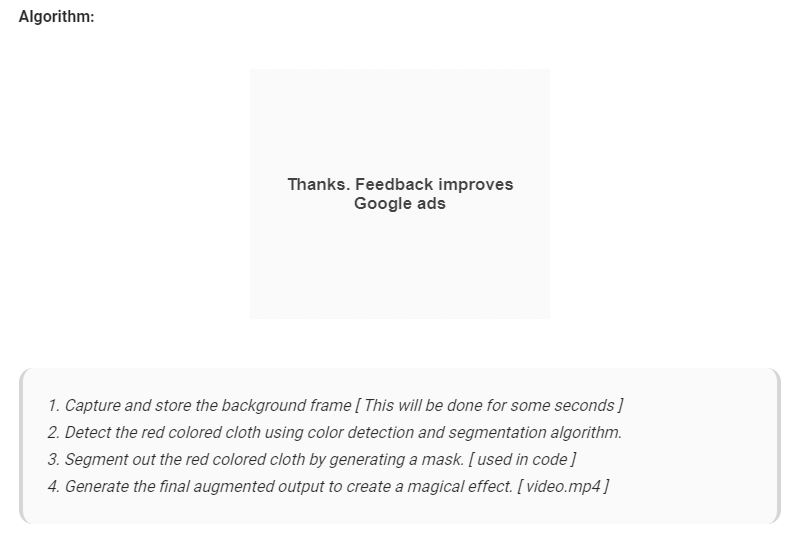 Algorithm:
Thanks. Feedback improves
Google ads
1. Capture and store the background frame [ This will be done for some seconds ]
2. Detect the red colored cloth using color detection and segmentation algorithm.
3. Segment out the red colored cloth by generating a mask. [ used in code ]
4. Generate the final augmented output to create a magical effect. [ video.mp4 ]